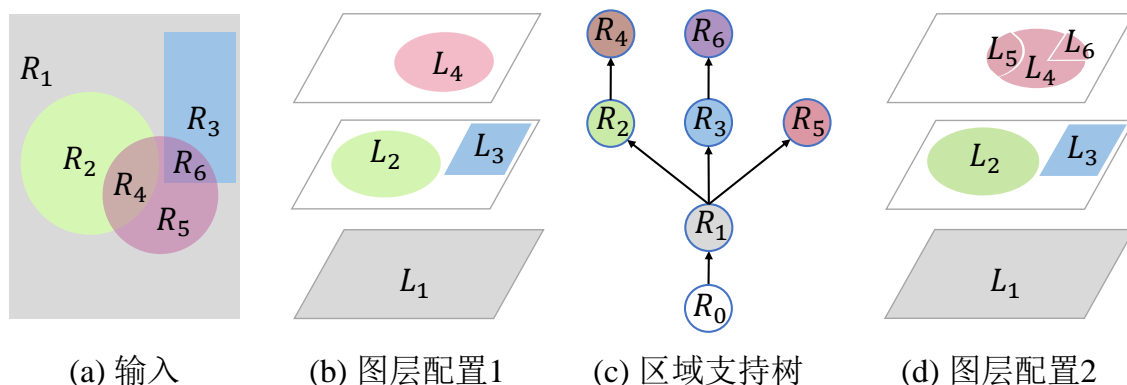 R₁
R₂
R₃
R₄
R₅
R₆
(a) 输入
L₄
L₂
L₃
L₁
(b) 图层配置1
R₄
R₆
R₂
R₃
R₅
R₁
R₀
(c) 区域支持树
L₅
L₄
L₆
L₂
L₃
L₁
(d) 图层配置2